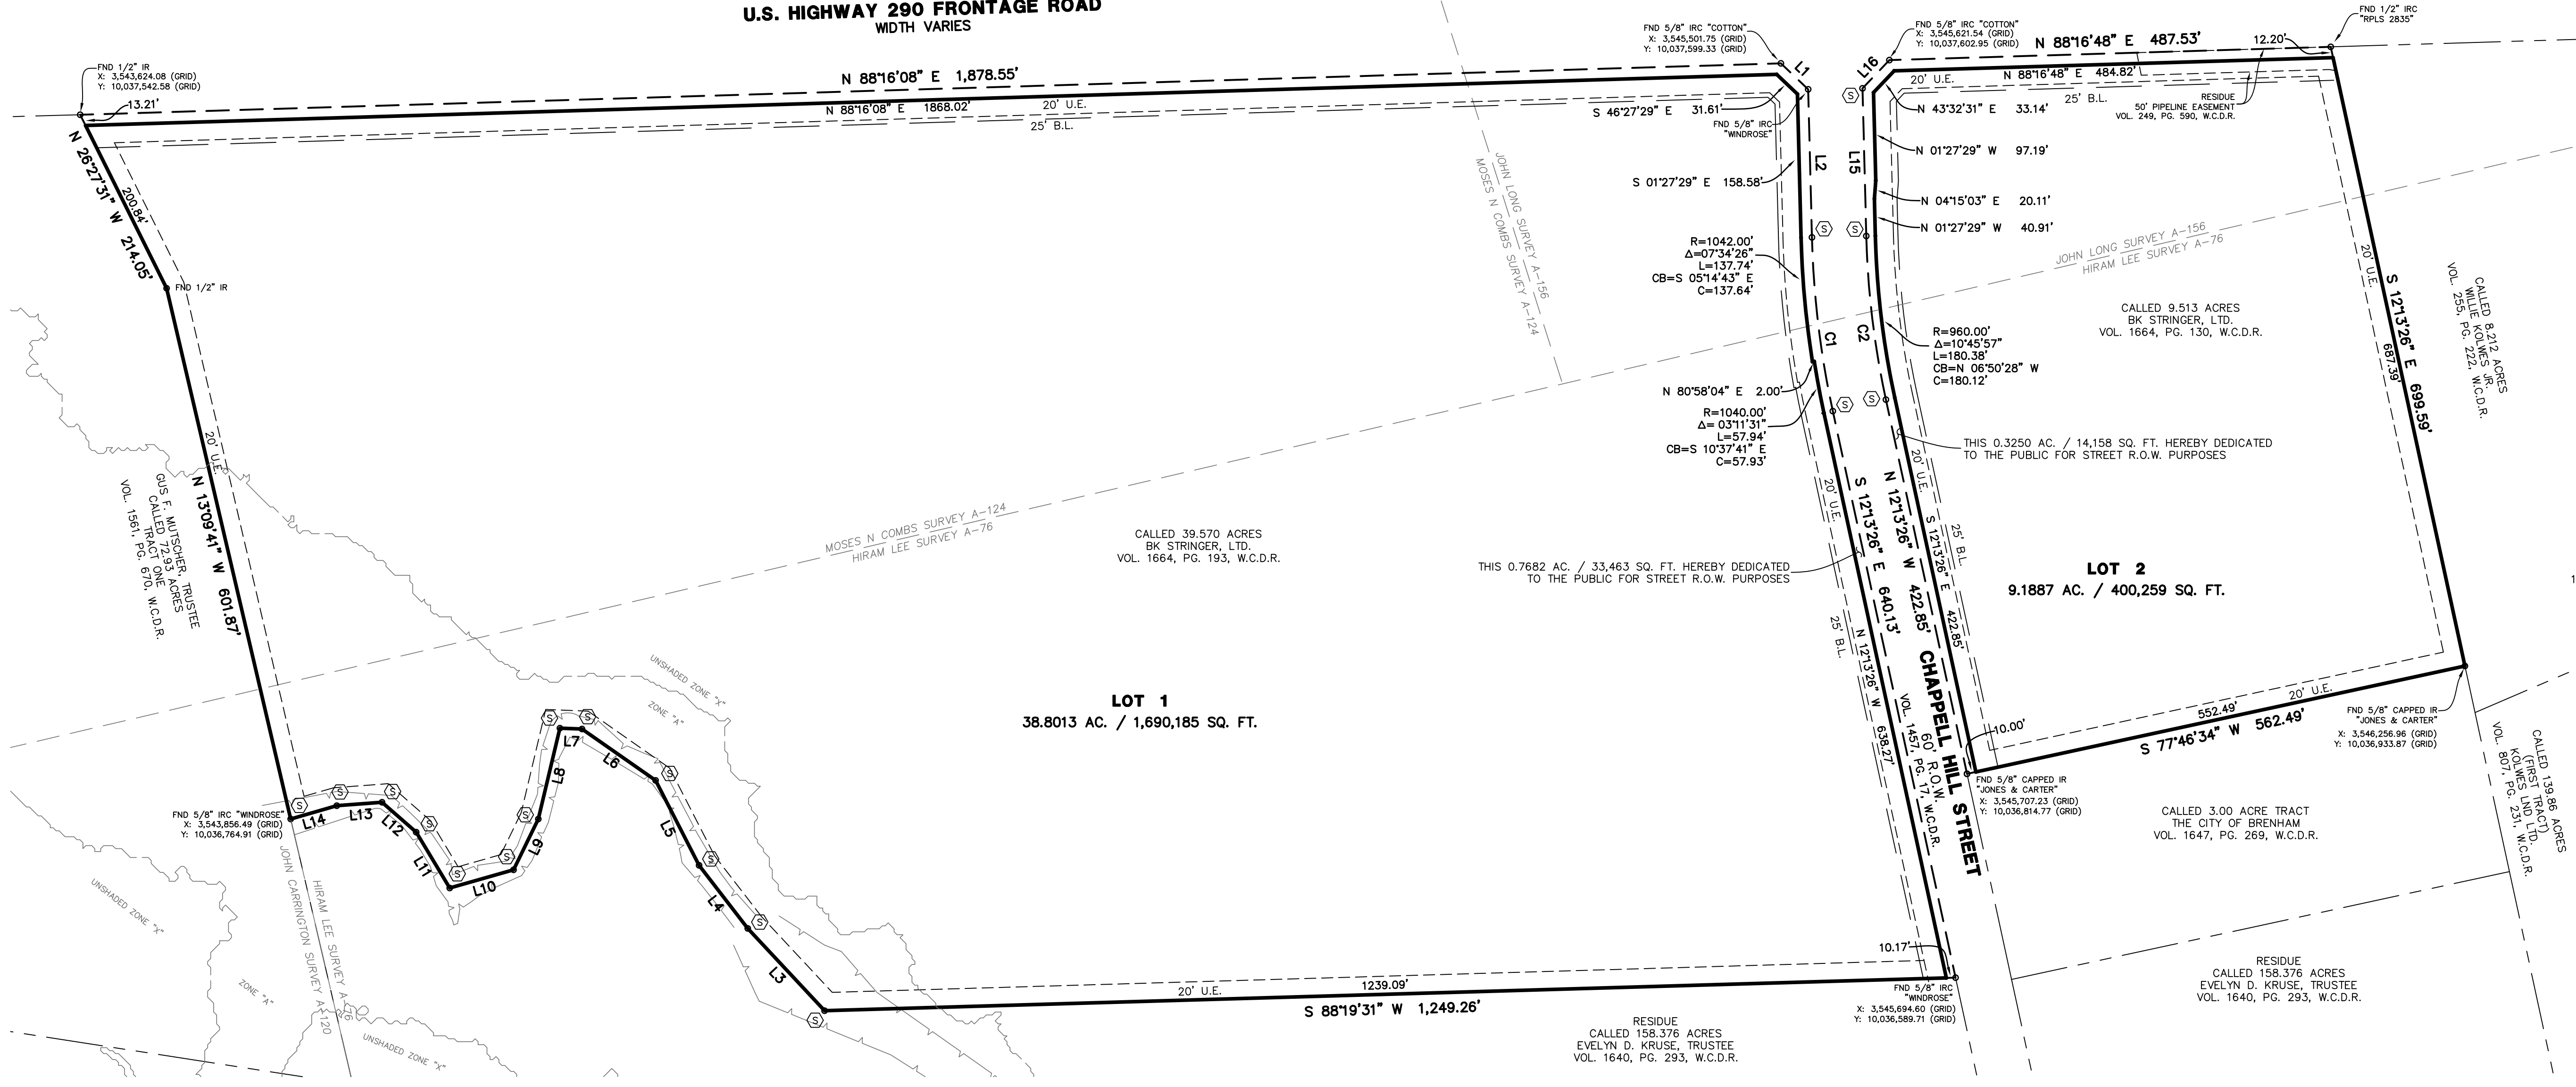 U.S. HIGHWAY 290 FRONTAGE ROAD
WIDTH VARIES
FND 1/2" IR
X: 3,543,624.08 (GRID)
Y: 10,037,542.58 (GRID)
13.21'
N 88°16'08" E 1,878.55'
N 88°16'08" E 1868.02'
20' U.E.
25' B.L.
N 26°27'31" W 214.05'
200.84'
FND 1/2" IR
20' U.E.
N 13°09'41" W 601.87'
GUS F. MUTSCHER, TRUSTEE
CALLED 72.93 ACRES
TRACT ONE
VOL. 1561, PG. 670, W.C.D.R.
FND 5/8" IRC "COTTON"
X: 3,545,501.75 (GRID)
Y: 10,037,599.33 (GRID)
L1
S 46°27'29" E 31.61'
FND 5/8" IRC
"WINDROSE"
L2
S 01°27'29" E 158.58'
JOHN LONG SURVEY A-156
MOSES N COMBS SURVEY A-124
R=1042.00'
Δ=07°34'26"
L=137.74'
CB=S 05°14'43" E
C=137.64'
C1
N 80°58'04" E 2.00'
R=1040.00'
Δ= 03°11'31"
L=57.94'
CB=S 10°37'41" E
C=57.93'
FND 5/8" IRC "COTTON"
X: 3,545,621.54 (GRID)
Y: 10,037,602.95 (GRID)
L16
N 88°16'48" E 487.53'
12.20'
FND 1/2" IRC
"RPLS 2835"
20' U.E.
N 88°16'48" E 484.82'
25' B.L.
RESIDUE
50' PIPELINE EASEMENT
VOL. 249, PG. 590, W.C.D.R.
N 43°32'31" E 33.14'
L15
N 01°27'29" W 97.19'
N 04°15'03" E 20.11'
N 01°27'29" W 40.91'
S
S
S
S
S
JOHN LONG SURVEY A-156
HIRAM LEE SURVEY A-76
C2
R=960.00'
Δ=10°45'57"
L=180.38'
CB=N 06°50'28" W
C=180.12'
CALLED 9.513 ACRES
BK STRINGER, LTD.
VOL. 1664, PG. 130, W.C.D.R.
20' U.E.
S 12°13'26" E 699.59'
687.39'
CALLED 8.212 ACRES
WILLIE KOLWES JR.
VOL. 255, PG. 222, W.C.D.R.
THIS 0.3250 AC. / 14,158 SQ. FT. HEREBY DEDICATED
TO THE PUBLIC FOR STREET R.O.W. PURPOSES
MOSES N COMBS SURVEY A-124
HIRAM LEE SURVEY A-76
CALLED 39.570 ACRES
BK STRINGER, LTD.
VOL. 1664, PG. 193, W.C.D.R.
THIS 0.7682 AC. / 33,463 SQ. FT. HEREBY DEDICATED
TO THE PUBLIC FOR STREET R.O.W. PURPOSES
20' U.E.
S 12°13'26" E 640.13'
N 12°13'26" W 422.85'
20' U.E.
S 12°13'26" E 422.85'
25' B.L.
25' B.L.
N 12°13'26" W 638.27'
CHAPPELL HILL STREET
60' R.O.W.
VOL. 1457, PG. 17, W.C.D.R.
LOT 2
9.1887 AC. / 400,259 SQ. FT.
LOT 1
38.8013 AC. / 1,690,185 SQ. FT.
UNSHADED ZONE "X"
ZONE "A"
20' U.E.
552.49'
S 77°46'34" W 562.49'
10.00'
FND 5/8" CAPPED IR
"JONES & CARTER"
X: 3,546,256.96 (GRID)
Y: 10,036,933.87 (GRID)
FND 5/8" CAPPED IR
"JONES & CARTER"
X: 3,545,707.23 (GRID)
Y: 10,036,814.77 (GRID)
CALLED 3.00 ACRE TRACT
THE CITY OF BRENHAM
VOL. 1647, PG. 269, W.C.D.R.
CALLED 139.86 ACRES
(FIRST TRACT)
KOLWES LND LTD.
VOL. 807, PG. 231, W.C.D.R.
FND 5/8" IRC "WINDROSE"
X: 3,543,856.49 (GRID)
Y: 10,036,764.91 (GRID)
L14
L13
L12
L11
L10
L9
L8
L7
L6
L5
L4
L3
S
S
S
S
S
S
S
S
S
S
S
S
S
JOHN CARRINGTON SURVEY A-120
HIRAM LEE SURVEY A-76
UNSHADED ZONE "X"
ZONE "A"
UNSHADED ZONE "X"
10.17'
20' U.E.
1239.09'
S 88°19'31" W 1,249.26'
FND 5/8" IRC
"WINDROSE"
X: 3,545,694.60 (GRID)
Y: 10,036,589.71 (GRID)
RESIDUE
CALLED 158.376 ACRES
EVELYN D. KRUSE, TRUSTEE
VOL. 1640, PG. 293, W.C.D.R.
RESIDUE
CALLED 158.376 ACRES
EVELYN D. KRUSE, TRUSTEE
VOL. 1640, PG. 293, W.C.D.R.